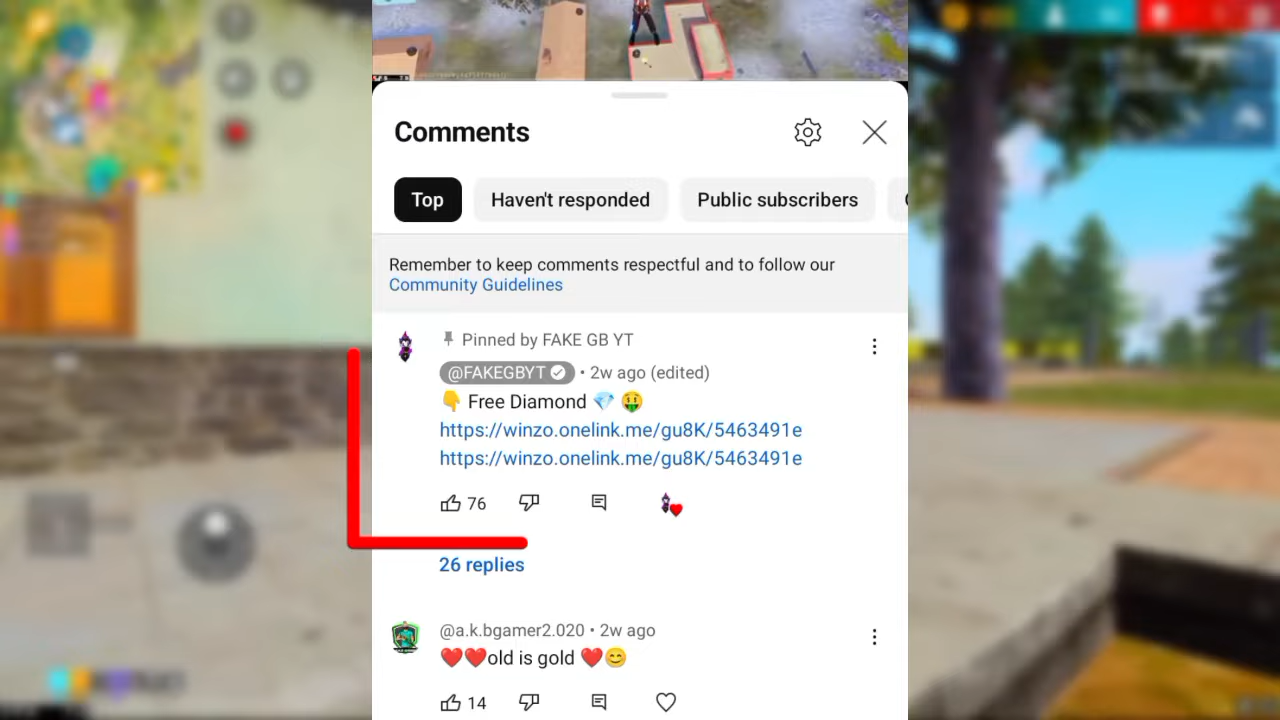 Comments
Top
Haven't responded
Public subscribers
Remember to keep comments respectful and to follow our
Community Guidelines
Pinned by FAKE GB YT
@FAKEGBYT • 2w ago (edited)
👇 Free Diamond 💎 🤑
https://winzo.onelink.me/gu8K/5463491e
https://winzo.onelink.me/gu8K/5463491e
76
26 replies
@a.k.bgamer2.020 • 2w ago
❤️❤️old is gold ❤️😊
14